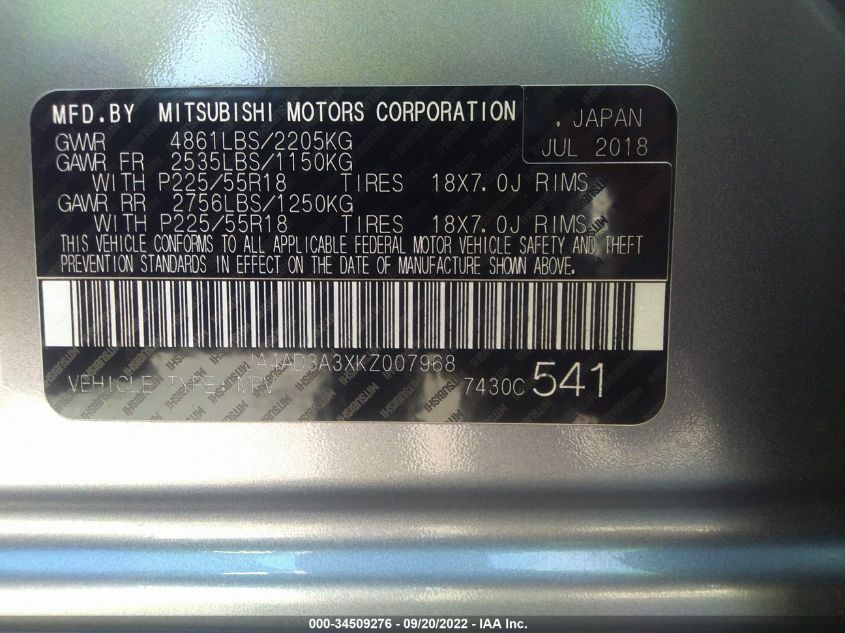 MFD.BY MITSUBISHI MOTORS CORPORATION , JAPAN
GVWR 4861LBS/2205KG JUL 2018
GAWR FR 2535LBS/1150KG
WITH P225/55R18 TIRES 18X7.0J RIMS
GAWR RR 2756LBS/1250KG
WITH P225/55R18 TIRES 18X7.0J RIMS
THIS VEHICLE CONFORMS TO ALL APPLICABLE FEDERAL MOTOR VEHICLE SAFETY AND THEFT
PREVENTION STANDARDS IN EFFECT ON THE DATE OF MANUFACTURE SHOWN ABOVE.
VEHICLE TYPE: MPV 7430C 541
000-34509276 - 09/20/2022 - IAA Inc.